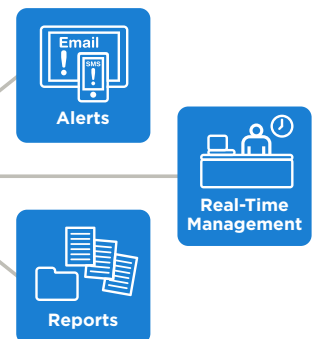 Email
!
SMS
!
Alerts
Real-Time
Management
Reports